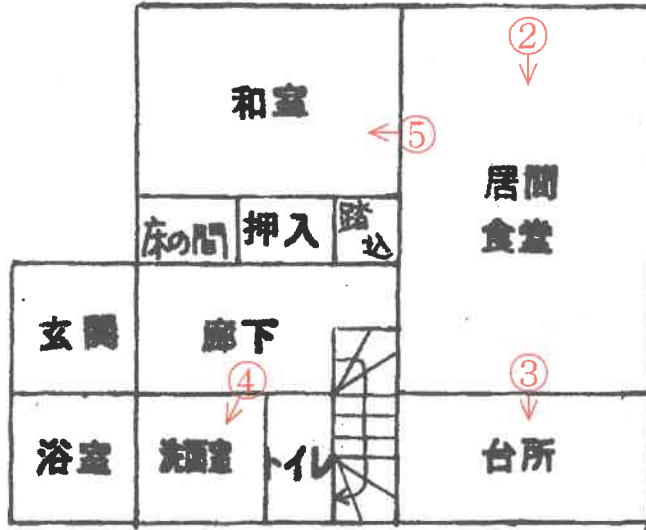 ②
和室
⑤
居間
食堂
床の間
押入
踏込
玄関
廊下
④
③
浴室
洗面室
トイレ
台所